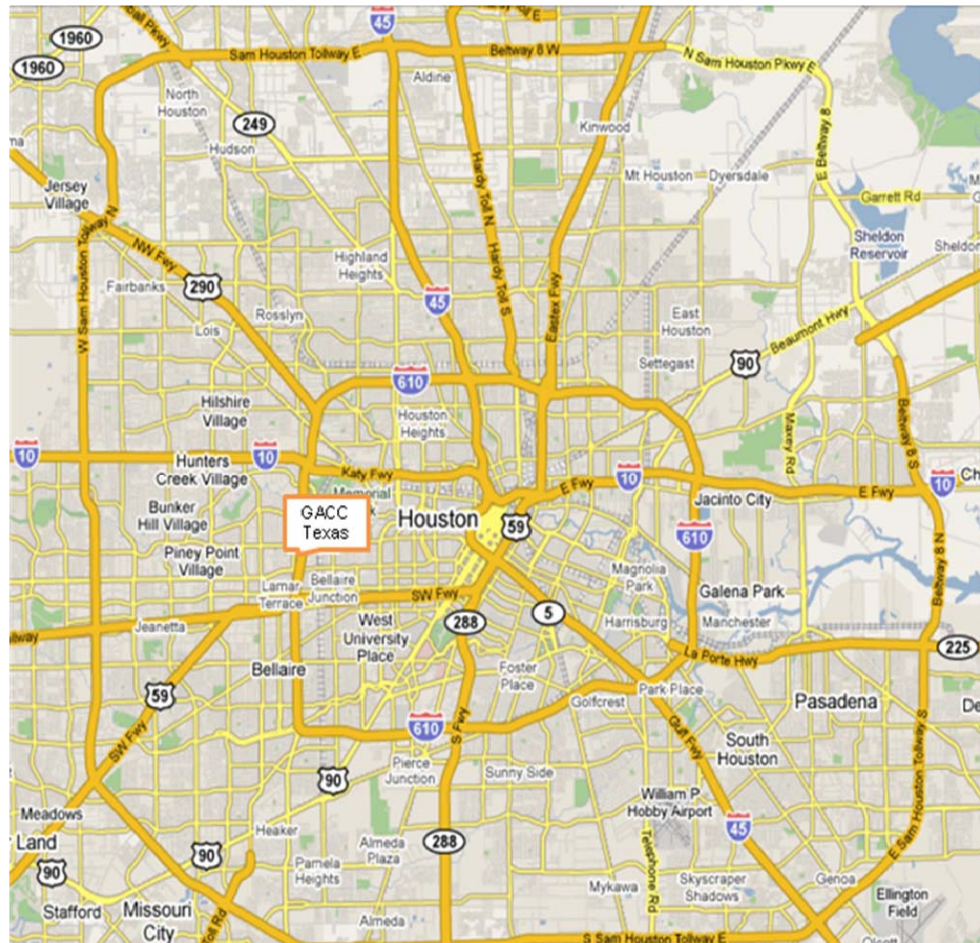 45
1960
1960
Sam Houston Tollway E
Beltway 8 W
N Sam Houston Pkwy E
Aldine
North
Houston
249
Hudson
Kinwood
Mt Houston
Dyersdale
E Beltway 8
Garrett Rd
Jersey
Village
Hardy Toll N
Hardy Toll S
W Sam Houston Tollway N
NW Fwy
Sheldon
Reservoir
Sheldon
Highland
Heights
Fairbanks
290
45
Eastex Fwy
Rosslyn
Lois
East
Houston
Beaumont Hwy
Settegast
90
610
Hilshire
Village
Houston
Heights
Beltway 8 S
Maxey Rd
10
10
Hunters
Creek Village
Katy Fwy
Memorial
E Fwy
10
10
Jacinto City
E Fwy
GACC
Texas
Bunker
Hill Village
Houston
59
610
Piney Point
Village
Magnolia
Park
Beltway 8 N
Lamar
Terrace
Bellaire
Junction
SW Fwy
Galena Park
5
288
Jeanetta
West
University
Place
Harrisburg
Manchester
La Porte Hwy
225
Bellaire
Foster
Place
59
Golfcrest
Park Place
Pasadena
610
S Fwy
Gulf Fwy
SW Fwy
South
Houston
Pierce
Junction
Sunny Side
90
William P
Hobby Airport
E Sam Houston Tollway S
Meadows
Land
Heaker
Almeda
Plaza
288
45
90
90
Pamela
Heights
Telephone Rd
Mykawa
Skyscraper
Shadows
Genoa
Ellington
Field
Stafford
Missouri
City
Toll Rd
Almeda
S Sam Houston Tollway E